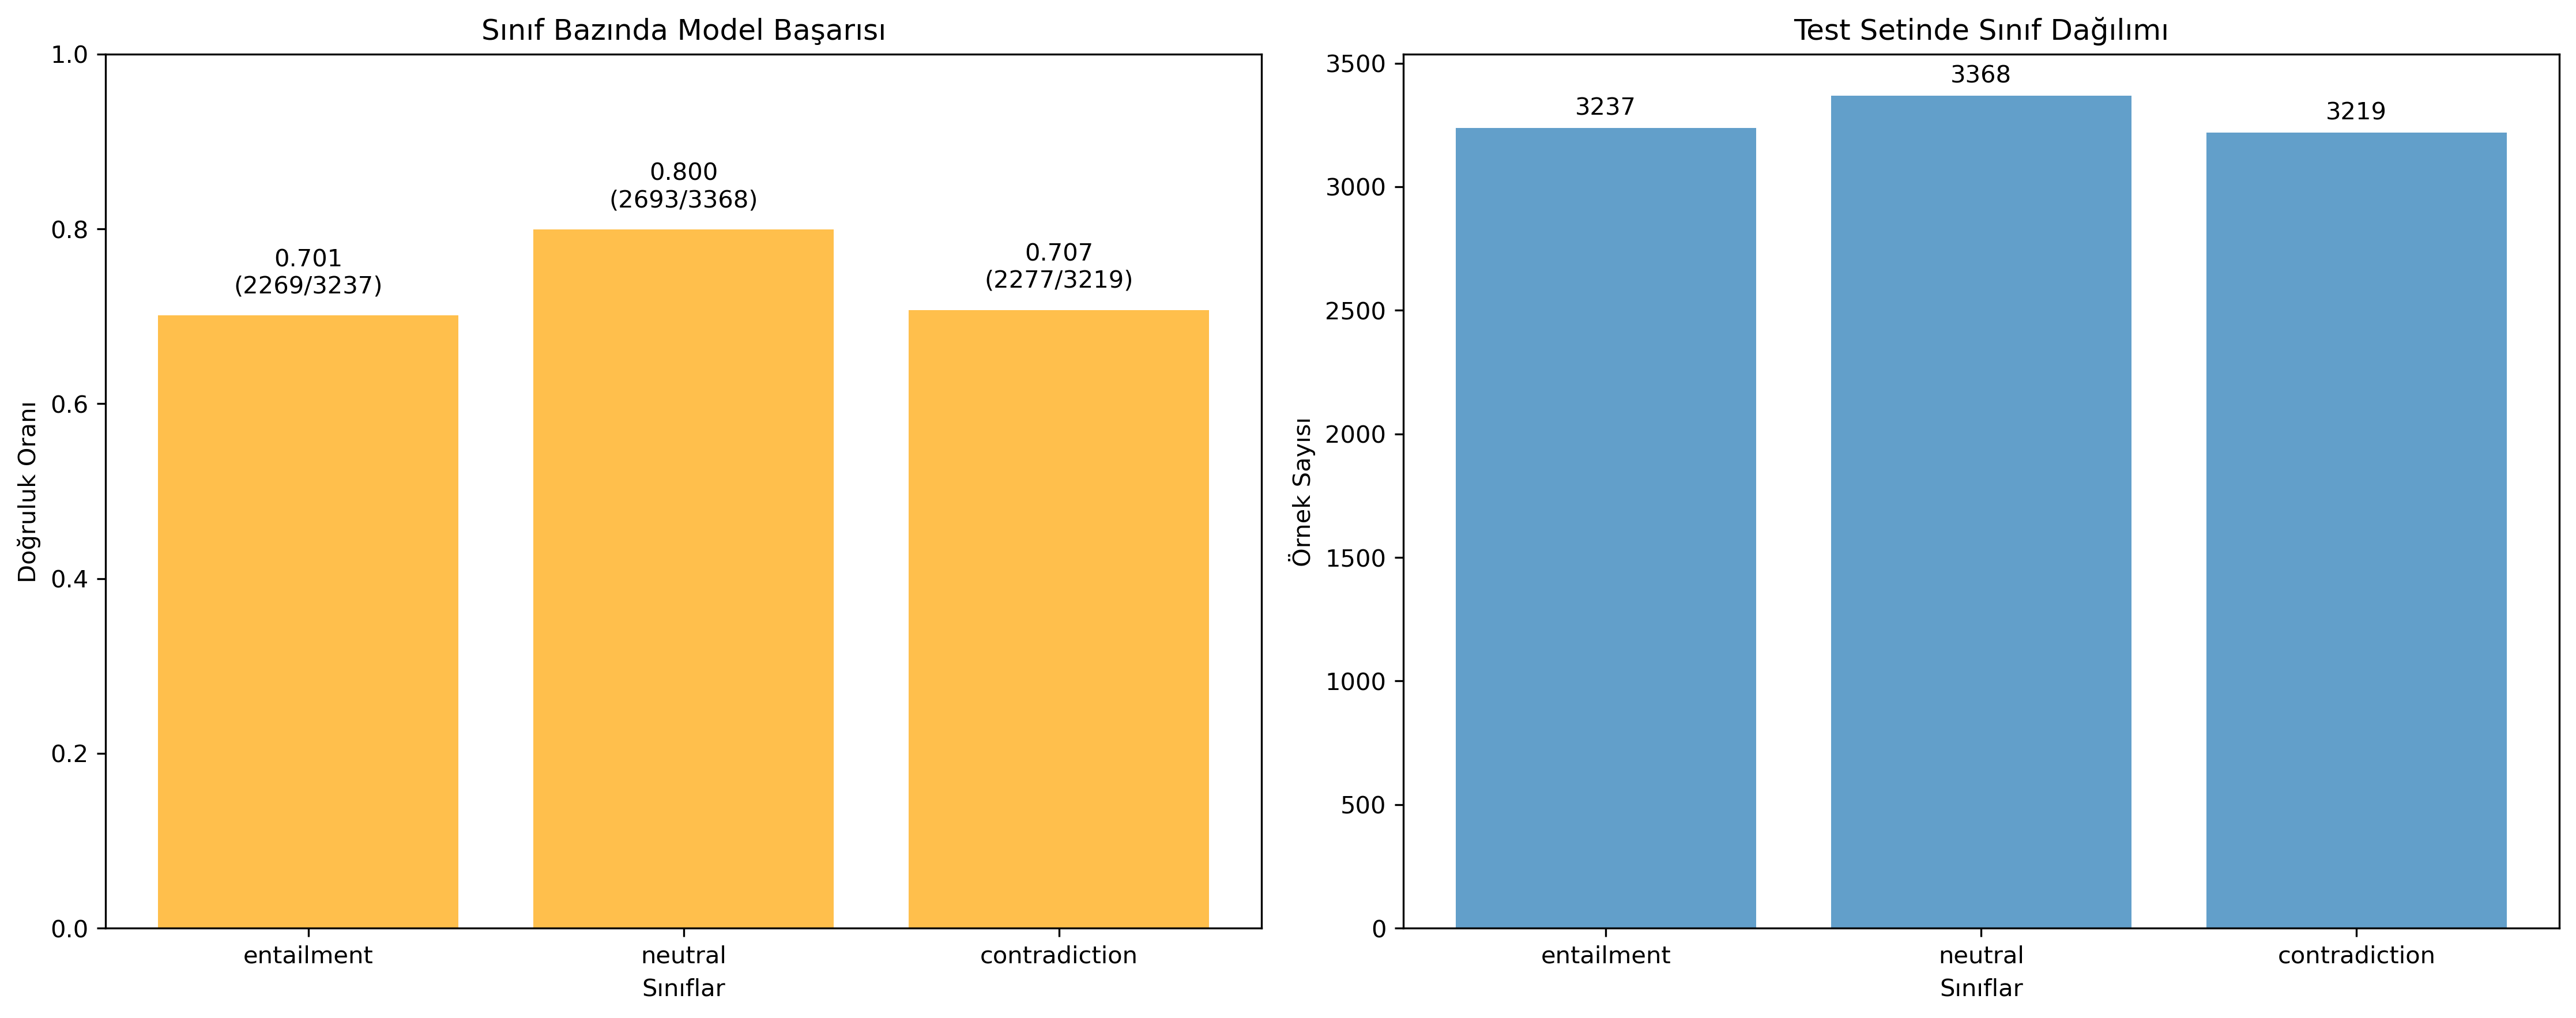 Sınıf Bazında Model Başarısı
1.0
0.8
0.6
0.4
0.2
0.0
Doğruluk Oranı
0.701
(2269/3237)
0.800
(2693/3368)
0.707
(2277/3219)
entailment
neutral
contradiction
Sınıflar
Test Setinde Sınıf Dağılımı
3500
3000
2500
2000
1500
1000
500
0
Örnek Sayısı
3237
3368
3219
entailment
neutral
contradiction
Sınıflar